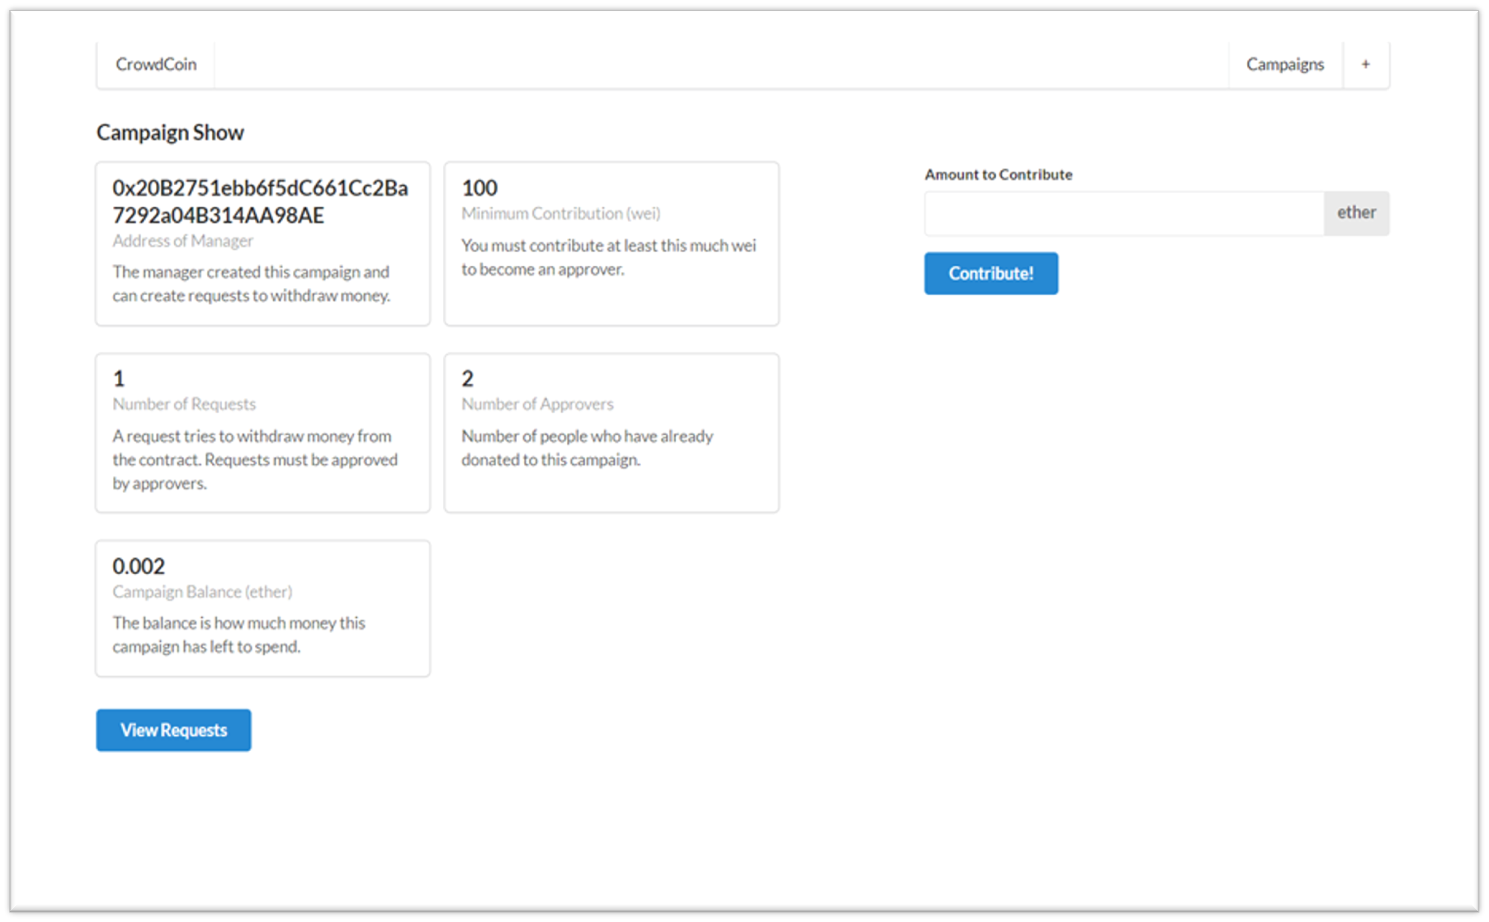 CrowdCoin
Campaigns
+
Campaign Show
0x20B2751ebb6f5dC661Cc2Ba
7292a04B314AA98AE
Address of Manager
The manager created this campaign and
can create requests to withdraw money.
100
Minimum Contribution (wei)
You must contribute at least this much wei
to become an approver.
Amount to Contribute
ether
Contribute!
1
Number of Requests
A request tries to withdraw money from
the contract. Requests must be approved
by approvers.
2
Number of Approvers
Number of people who have already
donated to this campaign.
0.002
Campaign Balance (ether)
The balance is how much money this
campaign has left to spend.
View Requests